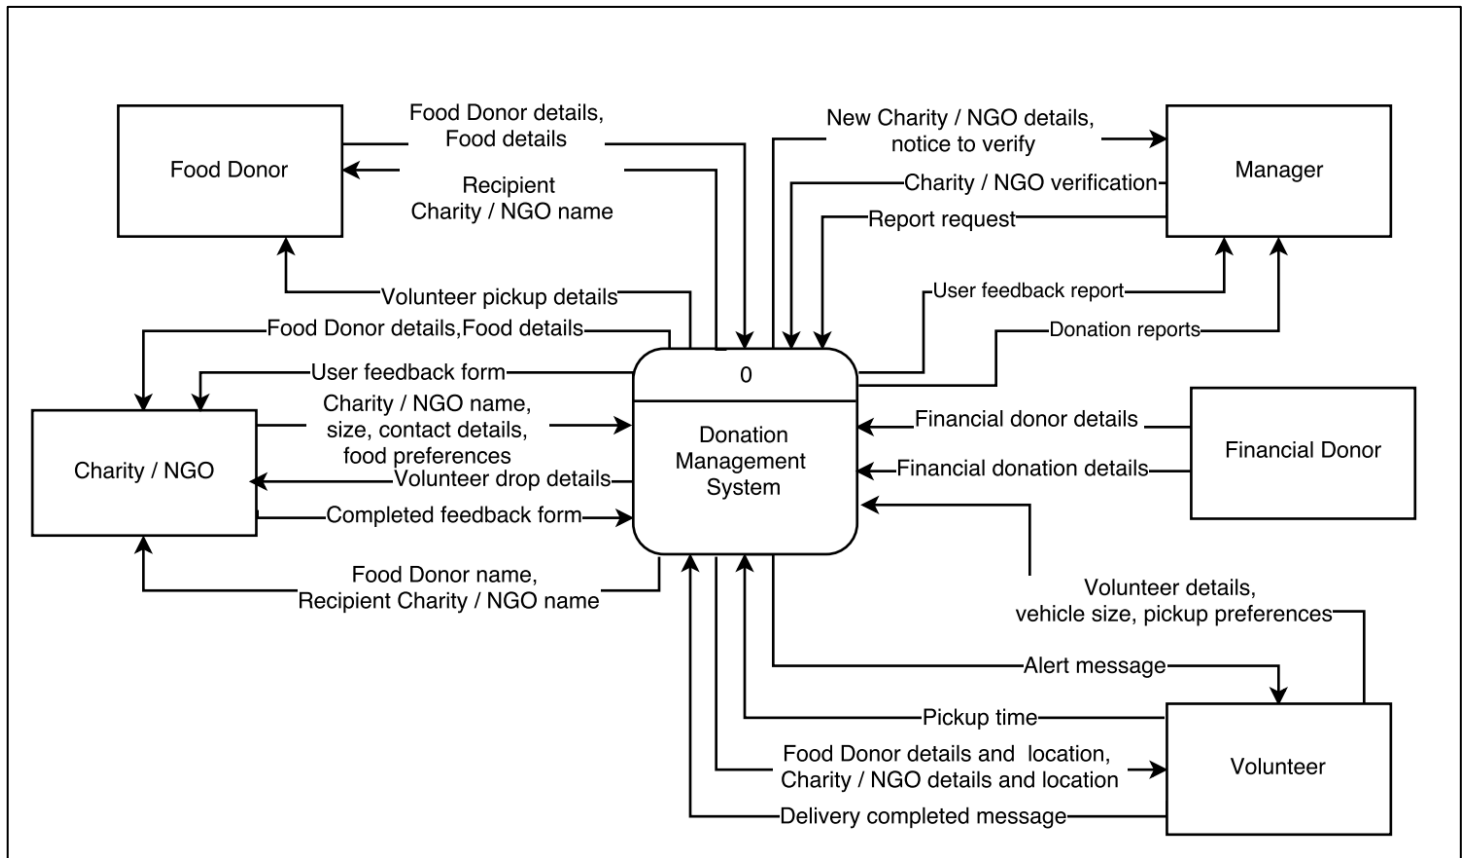 Food Donor
Food Donor details,
Food details
Recipient
Charity / NGO name
New Charity / NGO details,
notice to verify
Charity / NGO verification
Report request
Manager
Volunteer pickup details
Food Donor details,Food details
User feedback form
Charity / NGO name,
size, contact details,
food preferences
Volunteer drop details
Completed feedback form
Charity / NGO
Food Donor name,
Recipient Charity / NGO name
0
Donation
Management
System
User feedback report
Donation reports
Financial donor details
Financial donation details
Financial Donor
Volunteer details,
vehicle size, pickup preferences
Alert message
Pickup time
Food Donor details and  location,
Charity / NGO details and location
Delivery completed message
Volunteer